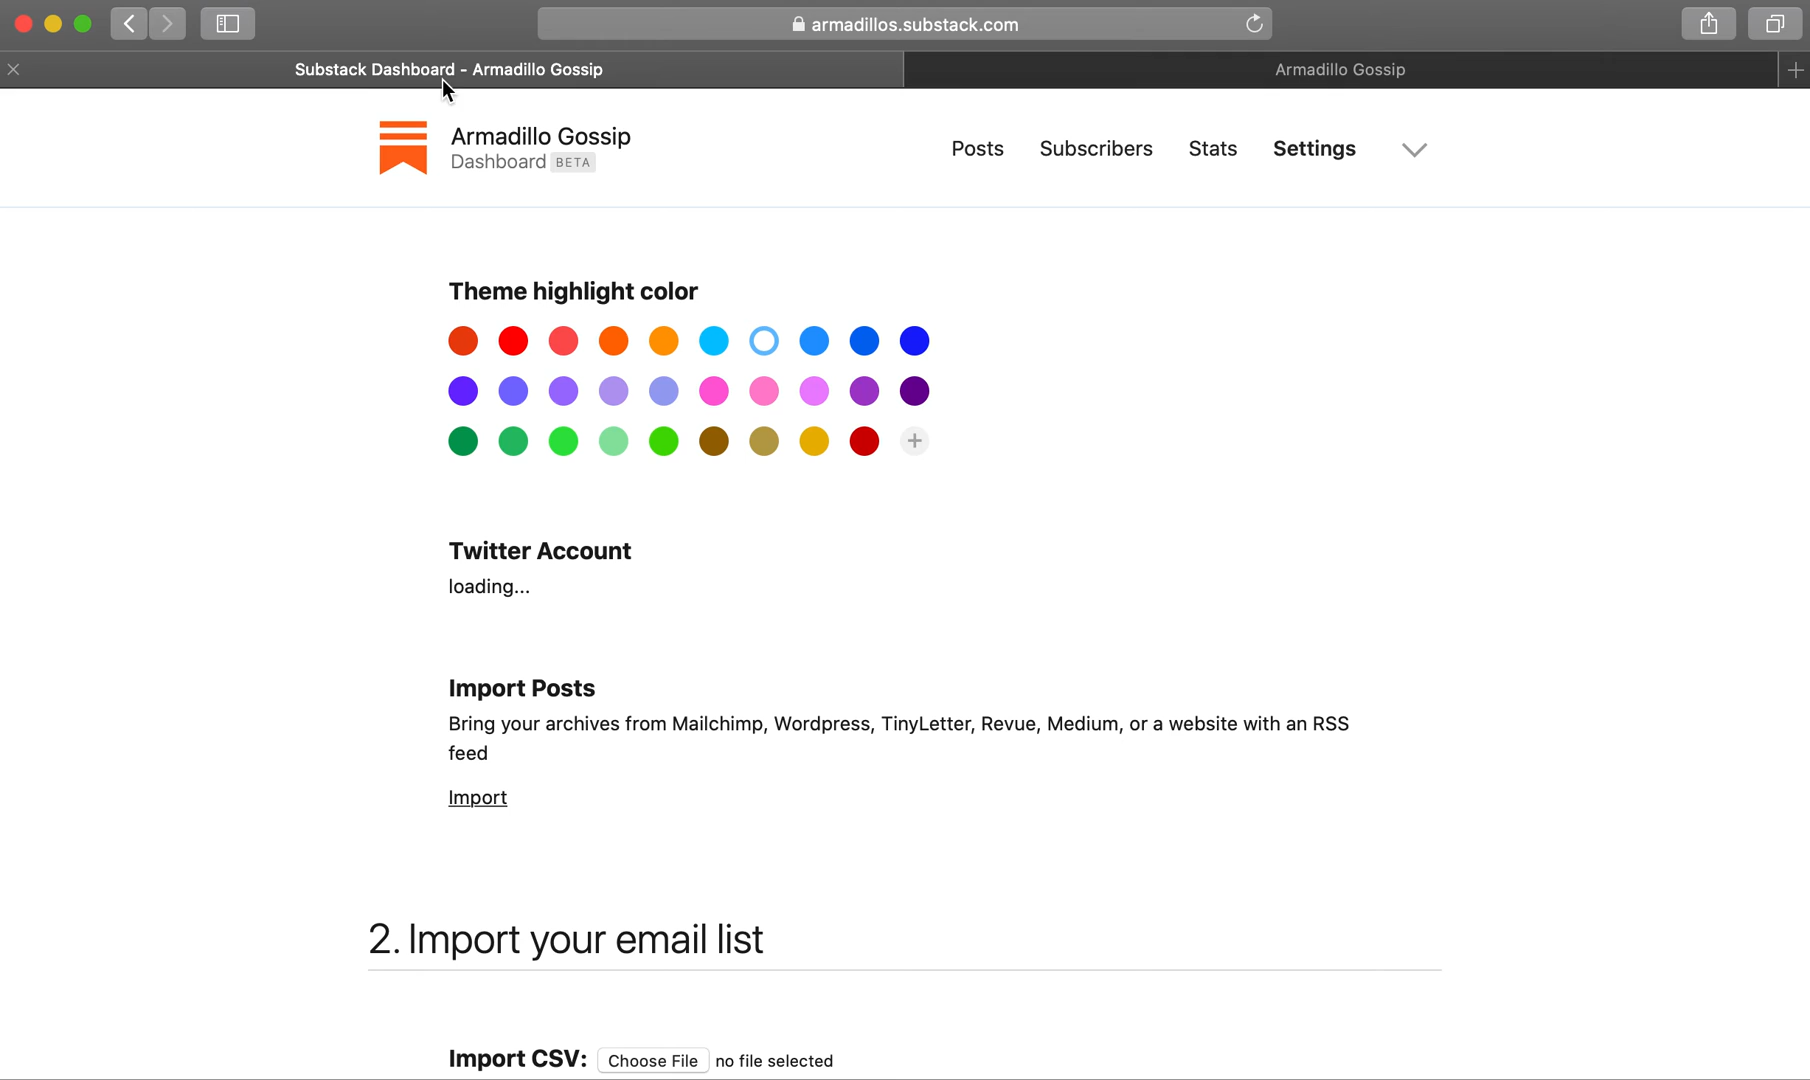 armadillos.substack.com
Substack Dashboard - Armadillo Gossip
Armadillo Gossip
Armadillo Gossip
Dashboard BETA
Posts
Subscribers
Stats
Settings
Theme highlight color
Twitter Account
loading...
Import Posts
Bring your archives from Mailchimp, Wordpress, TinyLetter, Revue, Medium, or a website with an RSS
feed
Import
2. Import your email list
Import CSV: Choose File no file selected